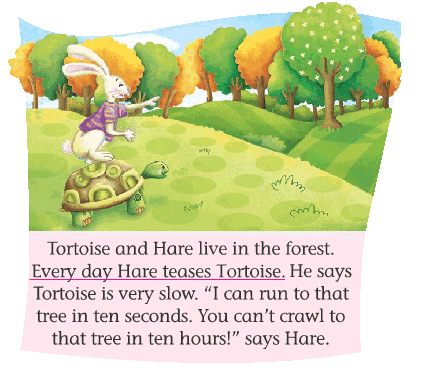 Tortoise and Hare live in the forest.
Every day Hare teases Tortoise. He says
Tortoise is very slow. “I can run to that
tree in ten seconds. You can’t crawl to
that tree in ten hours!” says Hare.